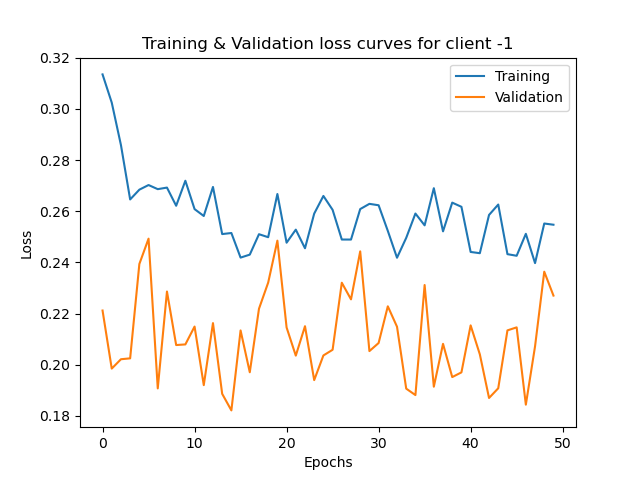 Training & Validation loss curves for client -1
0.32
0.30
0.28
0.26
0.24
0.22
0.20
0.18
Loss
Training
Validation
0 10 20 30 40 50
Epochs